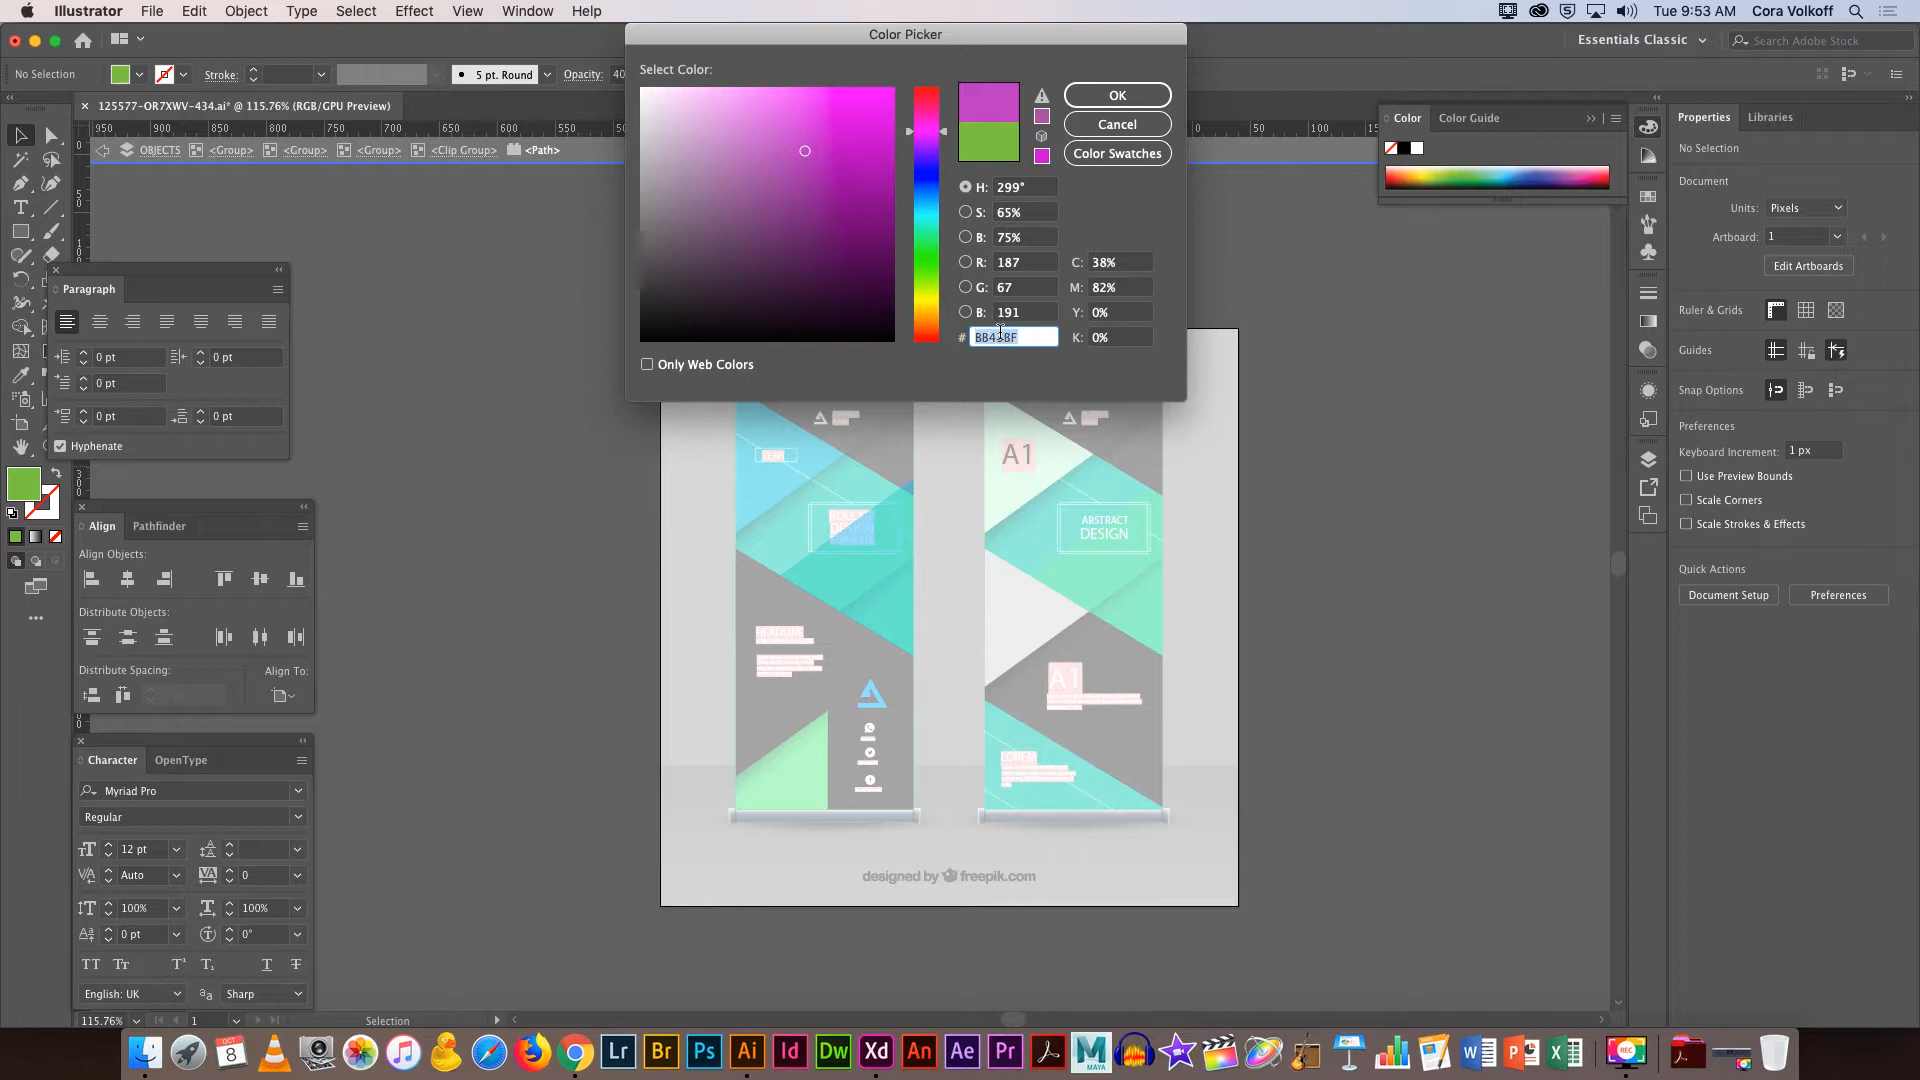 Illustrator File Edit Object Type Select Effect View Window Help
Tue 9:53 AM Cora Volkoff
Color Picker
Essentials Classic
Search Adobe Stock
No Selection
Stroke:
5 pt. Round
Opacity: 40
125577-OR7XWV-434.ai* @ 115.76% (RGB/GPU Preview)
950 900 850 800 750 700 650
0 50 100
OBJECTS <Group> <Group> <Group> <Clip Group> <Path>
Select Color:
OK
Cancel
Color Swatches
H: 299°
S: 65%
B: 75%
R: 187
G: 67
B: 191
C: 38%
M: 82%
Y: 0%
K: 0%
#
Only Web Colors
Color
Color Guide
Properties
Libraries
No Selection
Document
Units: Pixels
Artboard: 1
Edit Artboards
Ruler & Grids
Guides
Snap Options
Preferences
Keyboard Increment: 1 px
Use Preview Bounds
Scale Corners
Scale Strokes & Effects
Quick Actions
Document Setup
Preferences
Paragraph
0 pt 0 pt
0 pt
0 pt 0 pt
Hyphenate
Align Pathfinder
Align Objects:
Distribute Objects:
Distribute Spacing: Align To:
Character OpenType
Myriad Pro
Regular
12 pt
Auto 0
100% 100%
0 pt 0°
English: UK Sharp
A1
ABSTRACT
DESIGN
HEADLINE
A1
LOREM
designed by freepik.com
115.76% 1 Selection
OCT
8
Lr Br Ps Ai Id Dw Xd An Ae Pr
MAYA
REC